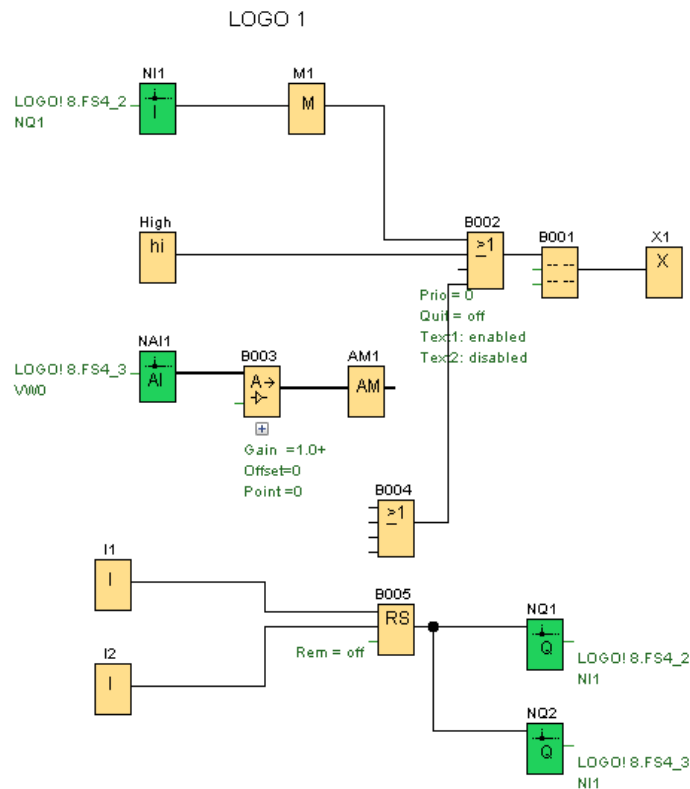 LOGO 1
NI1
LOGO! 8.FS4_2
NQ1
I
M1
M
High
hi
B002
>1
B001
X1
X
Prio = 0
Quit = off
Text1: enabled
Text2: disabled
NAI1
LOGO! 8.FS4_3
VW0
AI
B003
A→
AM1
AM
Gain =1.0+
Offset=0
Point =0
B004
>1
I1
I
B005
RS
Rem = off
I2
I
NQ1
Q
LOGO! 8.FS4_2
NI1
NQ2
Q
LOGO! 8.FS4_3
NI1